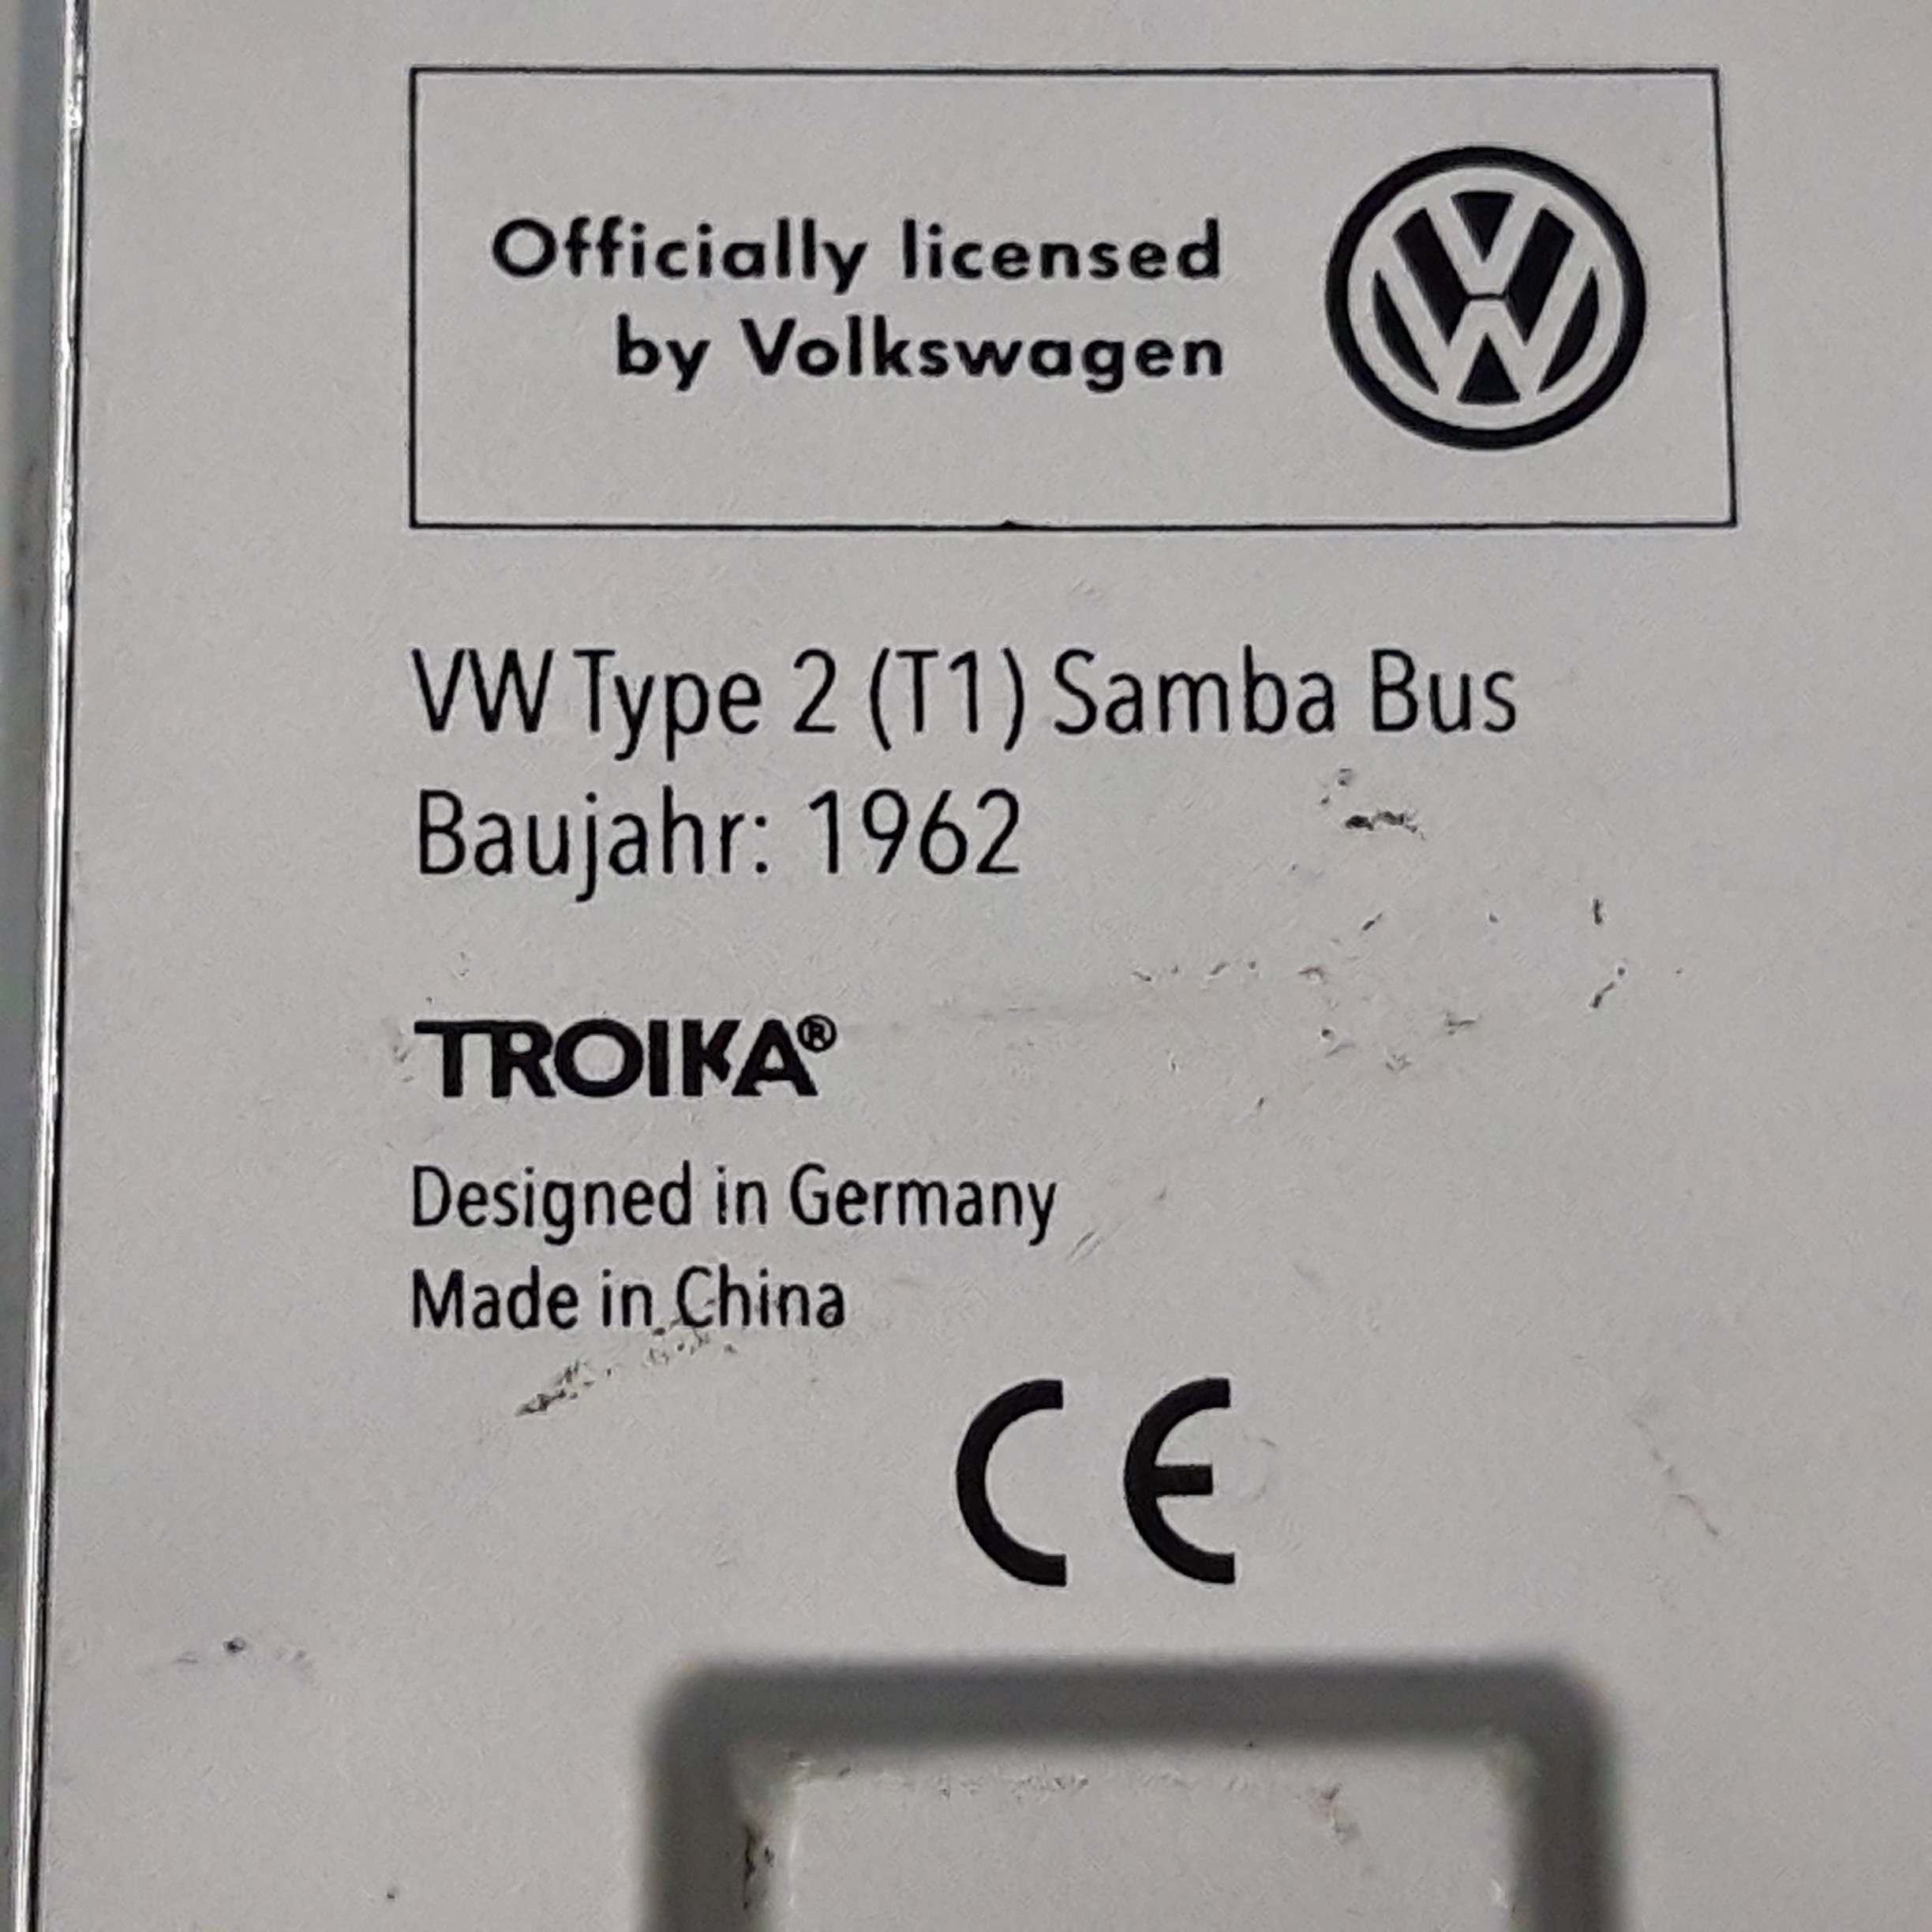 Officially licensed
by Volkswagen
VW Type 2 (T1) Samba Bus
Baujahr: 1962
TROIKA®
Designed in Germany
Made in China
CE